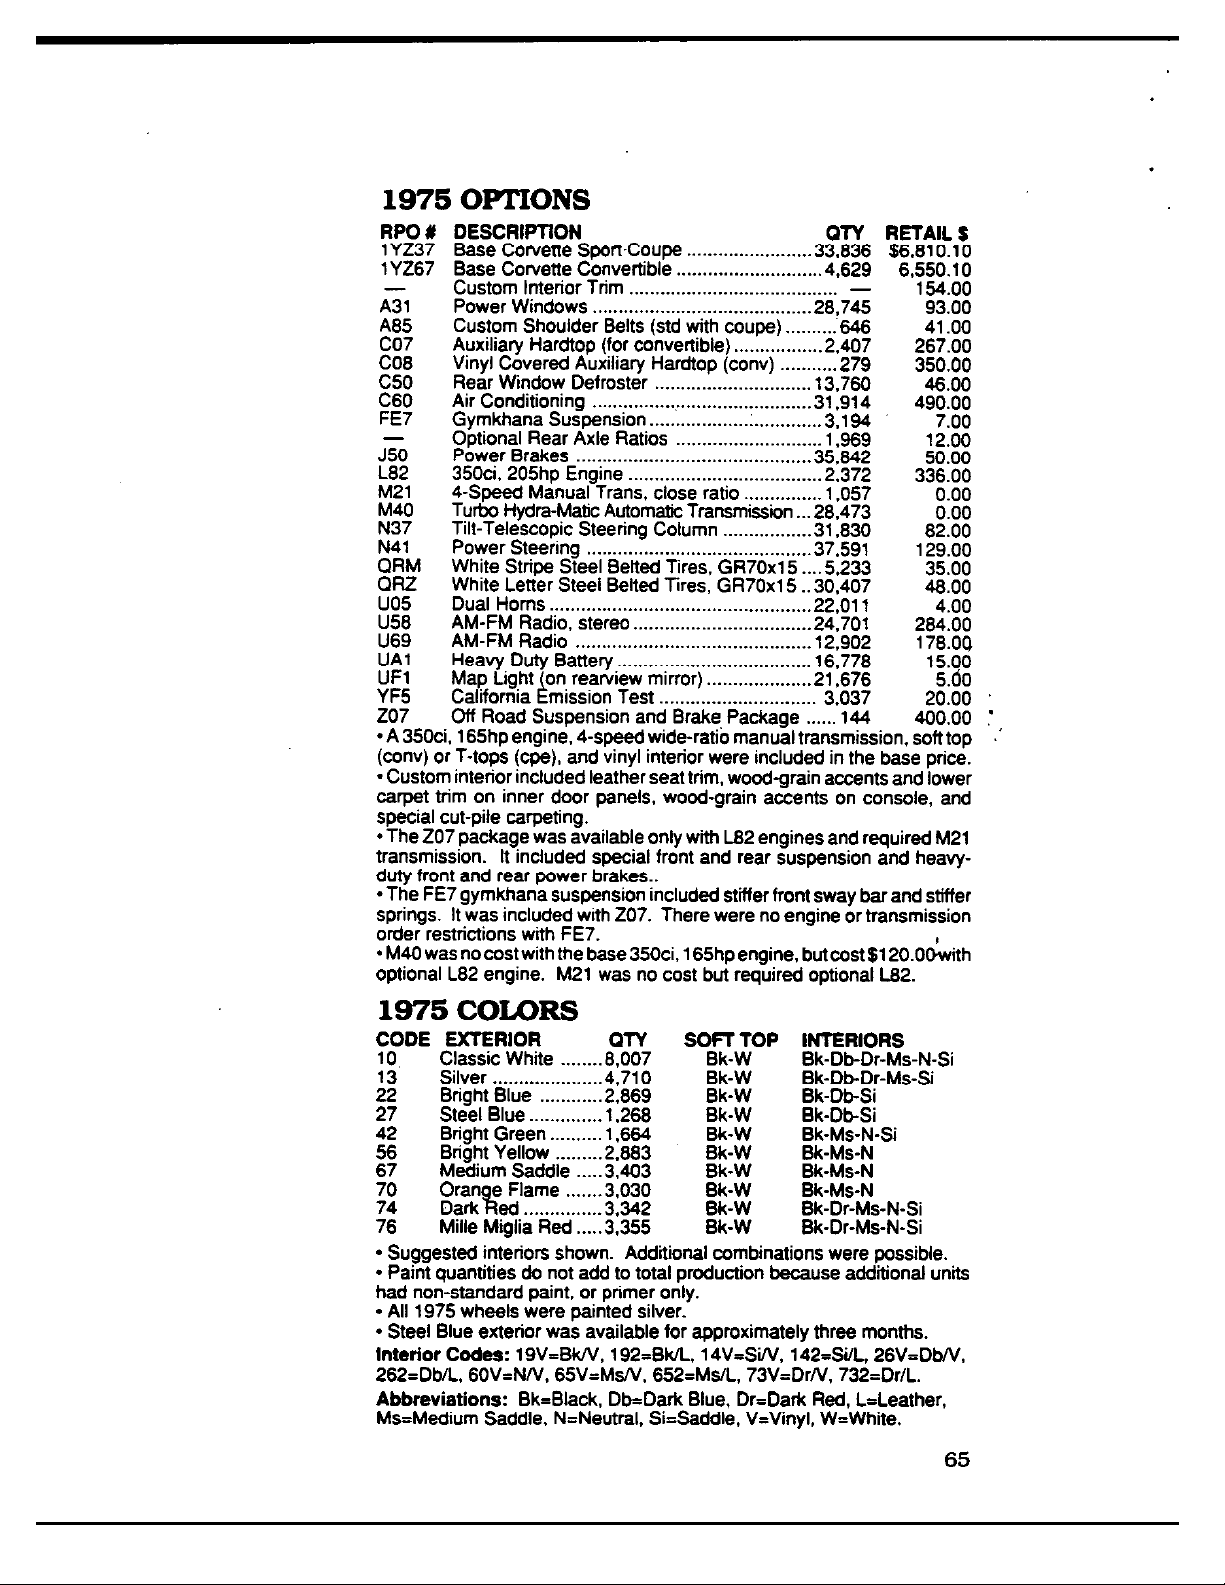 1975 OPTIONS
RPO # DESCRIPTION QTY RETAIL $
1YZ37 Base Corvette Sport Coupe ........................ 33,836 $6,810.10
1YZ67 Base Corvette Convertible ............................ 4,629 6,550.10
— Custom Interior Trim ........................................ — 154.00
A31 Power Windows .......................................... 28,745 93.00
A85 Custom Shoulder Belts (std with coupe) .......... 646 41.00
C07 Auxiliary Hardtop (for convertible) ................. 2,407 267.00
C08 Vinyl Covered Auxiliary Hardtop (conv) ........... 279 350.00
C50 Rear Window Defroster .............................. 13,760 46.00
C60 Air Conditioning .......................................... 31,914 490.00
FE7 Gymkhana Suspension ................................. 3,194 7.00
— Optional Rear Axle Ratios ............................ 1,969 12.00
J50 Power Brakes ............................................. 35,842 50.00
L82 350ci, 205hp Engine ..................................... 2,372 336.00
M21 4-Speed Manual Trans, close ratio ............... 1,057 0.00
M40 Turbo Hydra-Matic Automatic Transmission ... 28,473 0.00
N37 Tilt-Telescopic Steering Column ................. 31,830 82.00
N41 Power Steering ........................................... 37,591 129.00
QRM White Stripe Steel Belted Tires, GR70x15 .... 5,233 35.00
QRZ White Letter Steel Belted Tires, GR70x15 .. 30,407 48.00
U05 Dual Horns .................................................. 22,011 4.00
U58 AM-FM Radio, stereo .................................. 24,701 284.00
U69 AM-FM Radio ............................................. 12,902 178.00
UA1 Heavy Duty Battery ..................................... 16,778 15.00
UF1 Map Light (on rearview mirror) .................... 21,676 5.00
YF5 California Emission Test .............................. 3,037 20.00
Z07 Off Road Suspension and Brake Package ...... 144 400.00
• A 350ci, 165hp engine, 4-speed wide-ratio manual transmission, soft top
(conv) or T-tops (cpe), and vinyl interior were included in the base price.
• Custom interior included leather seat trim, wood-grain accents and lower
carpet trim on inner door panels, wood-grain accents on console, and
special cut-pile carpeting.
• The Z07 package was available only with L82 engines and required M21
transmission. It included special front and rear suspension and heavy-
duty front and rear power brakes..
• The FE7 gymkhana suspension included stiffer front sway bar and stiffer
springs. It was included with Z07. There were no engine or transmission
order restrictions with FE7.
• M40 was no cost with the base 350ci, 165hp engine, but cost $120.00 with
optional L82 engine. M21 was no cost but required optional L82.
1975 COLORS
CODE EXTERIOR QTY SOFT TOP INTERIORS
10 Classic White ........ 8,007 Bk-W Bk-Db-Dr-Ms-N-Si
13 Silver ..................... 4,710 Bk-W Bk-Db-Dr-Ms-Si
22 Bright Blue ............ 2,869 Bk-W Bk-Db-Si
27 Steel Blue .............. 1,268 Bk-W Bk-Db-Si
42 Bright Green .......... 1,664 Bk-W Bk-Ms-N-Si
56 Bright Yellow ......... 2,883 Bk-W Bk-Ms-N
67 Medium Saddle ..... 3,403 Bk-W Bk-Ms-N
70 Orange Flame ....... 3,030 Bk-W Bk-Ms-N
74 Dark Red ............... 3,342 Bk-W Bk-Dr-Ms-N-Si
76 Mille Miglia Red ..... 3,355 Bk-W Bk-Dr-Ms-N-Si
• Suggested interiors shown. Additional combinations were possible.
• Paint quantities do not add to total production because additional units
had non-standard paint, or primer only.
• All 1975 wheels were painted silver.
• Steel Blue exterior was available for approximately three months.
Interior Codes: 19V=Bk/V, 192=Bk/L, 14V=Si/V, 142=Si/L, 26V=Db/V,
262=Db/L, 60V=N/V, 65V=Ms/V, 652=Ms/L, 73V=Dr/V, 732=Dr/L.
Abbreviations: Bk=Black, Db=Dark Blue, Dr=Dark Red, L=Leather,
Ms=Medium Saddle, N=Neutral, Si=Saddle, V=Vinyl, W=White.
65